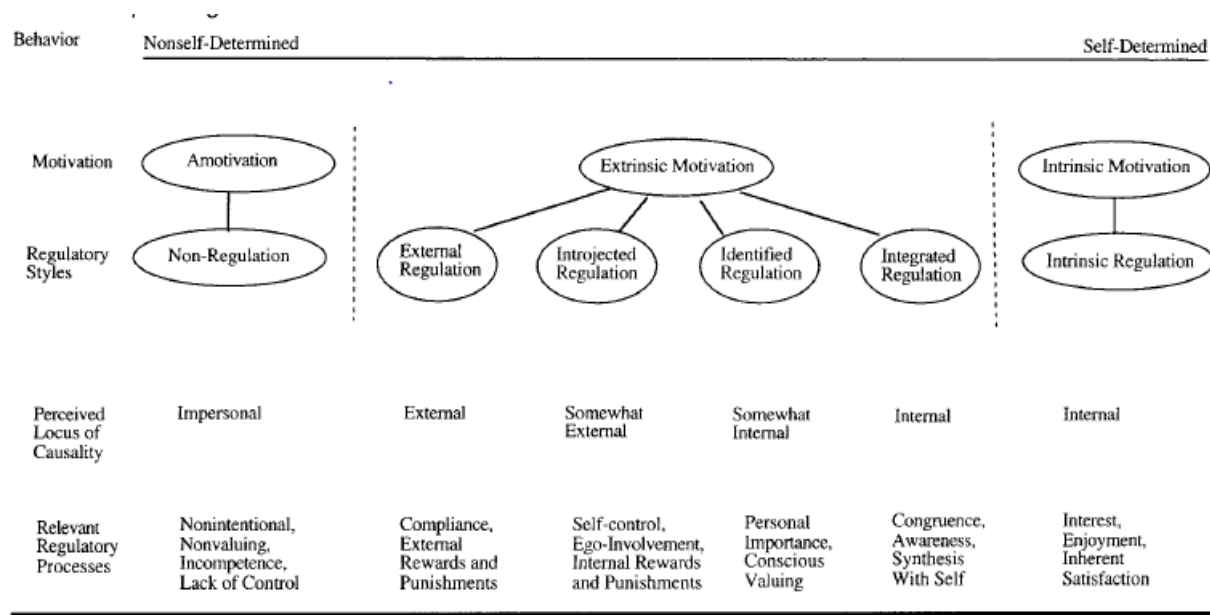 Behavior Nonself-Determined Self-Determined
Motivation Amotivation Extrinsic Motivation Intrinsic Motivation
Regulatory
Styles
Non-Regulation
External
Regulation
Introjected
Regulation
Identified
Regulation
Integrated
Regulation
Intrinsic Regulation
Perceived
Locus of
Causality
Impersonal
External
Somewhat
External
Somewhat
Internal
Internal
Internal
Relevant
Regulatory
Processes
Nonintentional,
Nonvaluing,
Incompetence,
Lack of Control
Compliance,
External
Rewards and
Punishments
Self-control,
Ego-Involvement,
Internal Rewards
and Punishments
Personal
Importance,
Conscious
Valuing
Congruence,
Awareness,
Synthesis
With Self
Interest,
Enjoyment,
Inherent
Satisfaction